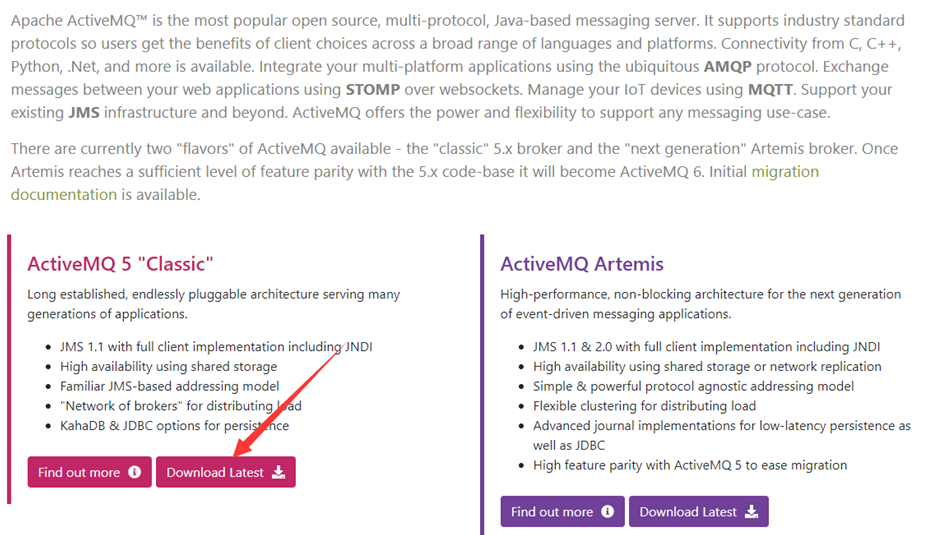 Apache ActiveMQ™ is the most popular open source, multi-protocol, Java-based messaging server. It supports industry standard
protocols so users get the benefits of client choices across a broad range of languages and platforms. Connectivity from C, C++,
Python, .Net, and more is available. Integrate your multi-platform applications using the ubiquitous AMQP protocol. Exchange
messages between your web applications using STOMP over websockets. Manage your IoT devices using MQTT. Support your
existing JMS infrastructure and beyond. ActiveMQ offers the power and flexibility to support any messaging use-case.
There are currently two "flavors" of ActiveMQ available - the "classic" 5.x broker and the "next generation" Artemis broker. Once
Artemis reaches a sufficient level of feature parity with the 5.x code-base it will become ActiveMQ 6. Initial migration
documentation is available.
ActiveMQ 5 "Classic"
Long established, endlessly pluggable architecture serving many
generations of applications.
• JMS 1.1 with full client implementation including JNDI
• High availability using shared storage
• Familiar JMS-based addressing model
• "Network of brokers" for distributing load
• KahaDB & JDBC options for persistence
Find out more
Download Latest
ActiveMQ Artemis
High-performance, non-blocking architecture for the next generation
of event-driven messaging applications.
• JMS 1.1 & 2.0 with full client implementation including JNDI
• High availability using shared storage or network replication
• Simple & powerful protocol agnostic addressing model
• Flexible clustering for distributing load
• Advanced journal implementations for low-latency persistence as
well as JDBC
• High feature parity with ActiveMQ 5 to ease migration
Find out more
Download Latest